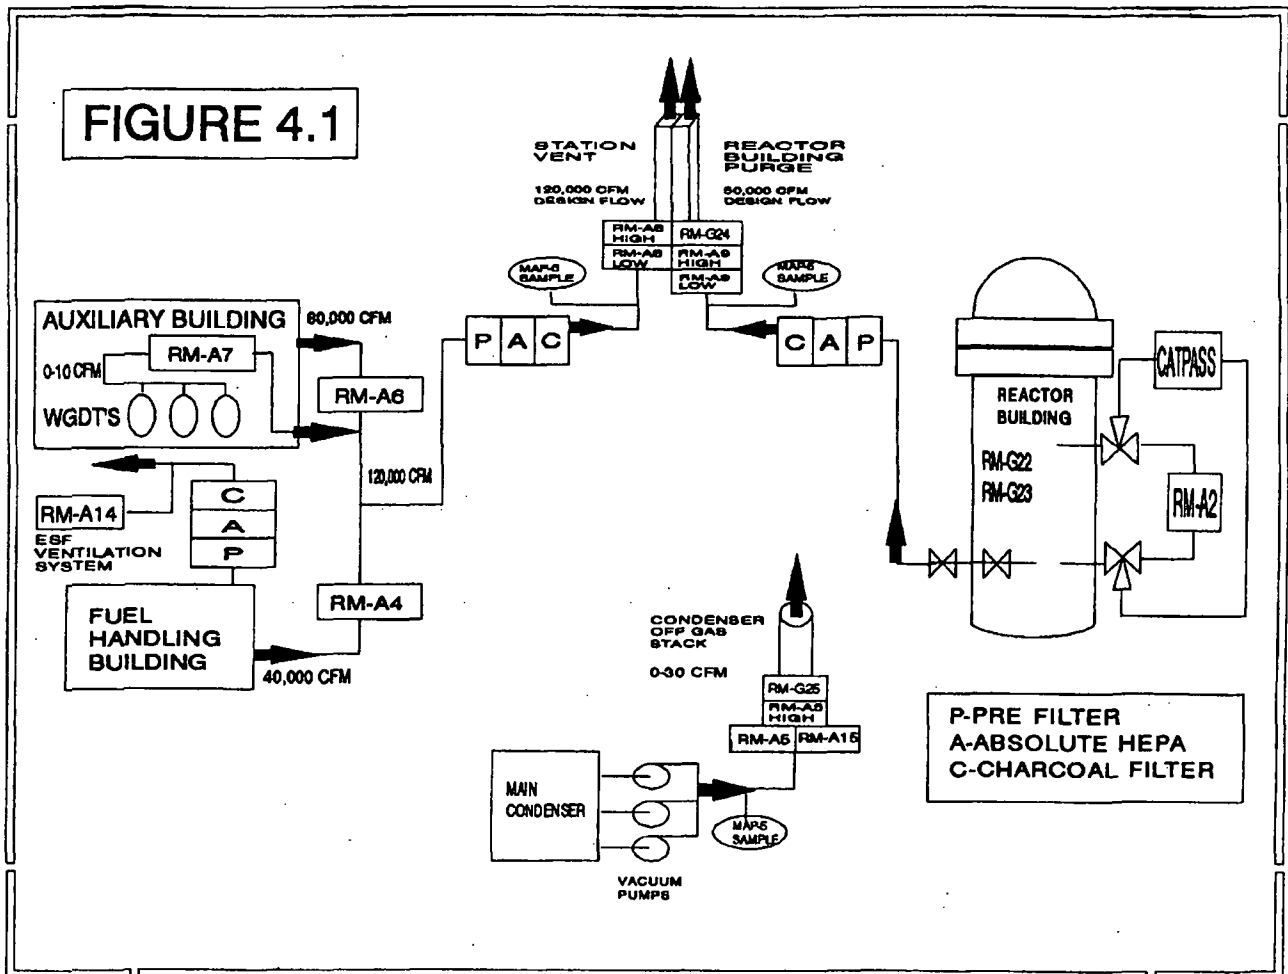 FIGURE 4.1
STATION
VENT
120,000 CFM
DESIGN FLOW
REACTOR
BUILDING
PURGE
50,000 CFM
DESIGN FLOW
RM-A8
HIGH
RM-G24
RM-A8
LOW
RM-A9
HIGH
RM-A9
LOW
MAP-5
SAMPLE
MAP-5
SAMPLE
AUXILIARY BUILDING
RM-A7
0-10 CFM
WGDT'S
80,000 CFM
RM-A6
120,000 CFM
P A C
C A P
RM-A14
ESF
VENTILATION
SYSTEM
C
A
P
FUEL
HANDLING
BUILDING
RM-A4
40,000 CFM
REACTOR
BUILDING
RM-G22
RM-G23
CATPASS
RM-A2
CONDENSER
OFF GAS
STACK
0-30 CFM
RM-G25
RM-A5
HIGH
RM-A5
RM-A15
MAIN
CONDENSER
MAP-5
SAMPLE
VACUUM
PUMPS
P-PRE FILTER
A-ABSOLUTE HEPA
C-CHARCOAL FILTER